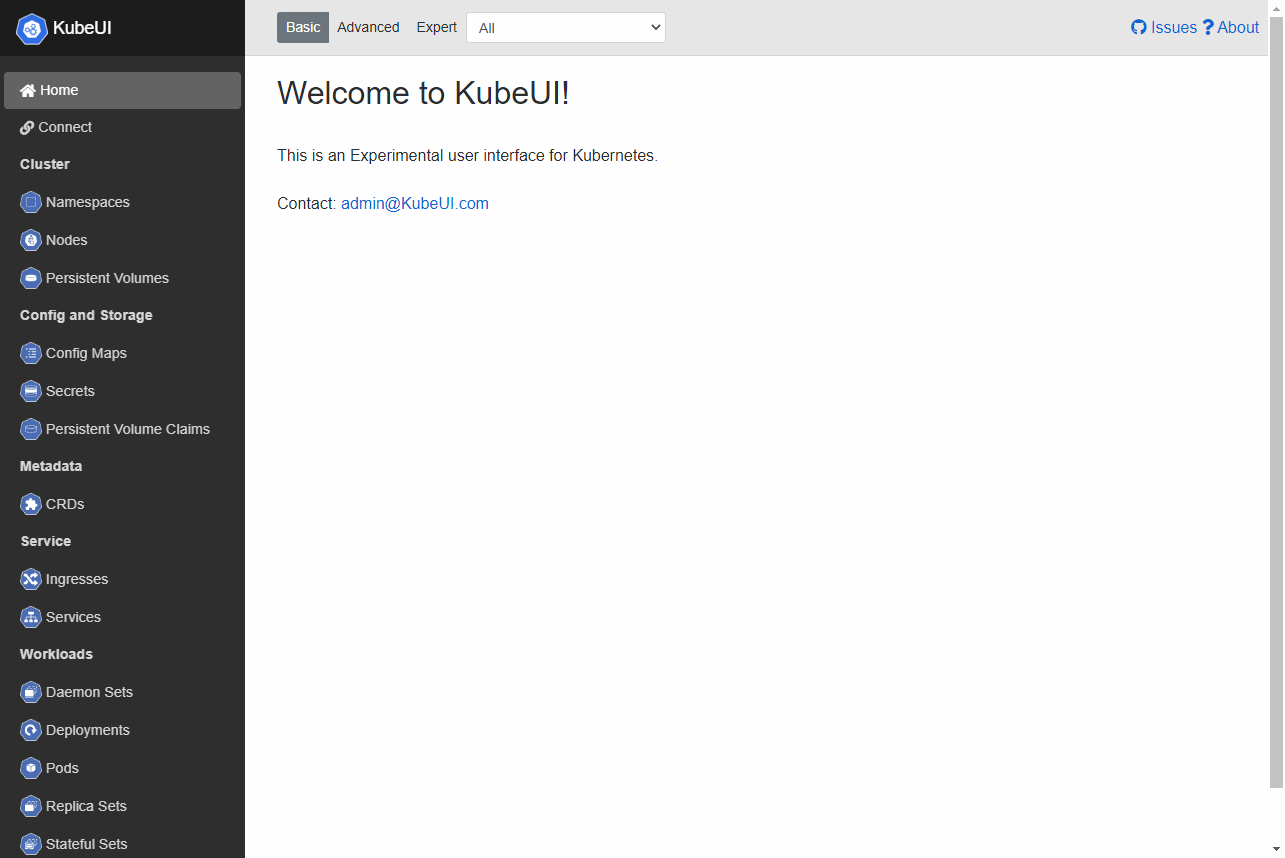 KubeUI
Basic Advanced Expert All
Issues ? About
Home
Connect
Cluster
Namespaces
Nodes
Persistent Volumes
Config and Storage
Config Maps
Secrets
Persistent Volume Claims
Metadata
CRDs
Service
Ingresses
Services
Workloads
Daemon Sets
Deployments
Pods
Replica Sets
Stateful Sets
Welcome to KubeUI!
This is an Experimental user interface for Kubernetes.
Contact: admin@KubeUI.com